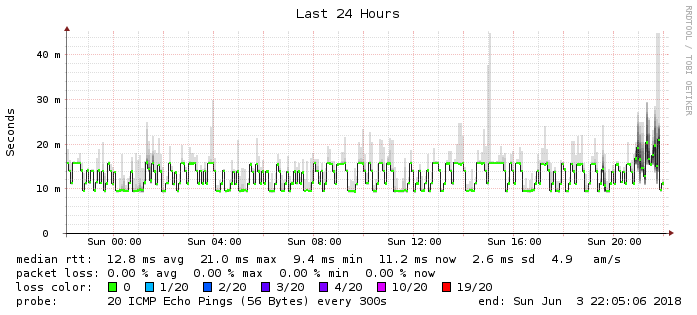 Last 24 Hours
RRDTOOL / TOBI OETIKER
Seconds
40 m
30 m
20 m
10 m
0
Sun 00:00 Sun 04:00 Sun 08:00 Sun 12:00 Sun 16:00 Sun 20:00
median rtt: 12.8 ms avg 21.0 ms max 9.4 ms min 11.2 ms now 2.6 ms sd 4.9 am/s
packet loss: 0.00 % avg 0.00 % max 0.00 % min 0.00 % now
loss color: 0 1/20 2/20 3/20 4/20 10/20 19/20
probe: 20 ICMP Echo Pings (56 Bytes) every 300s end: Sun Jun 3 22:05:06 2018